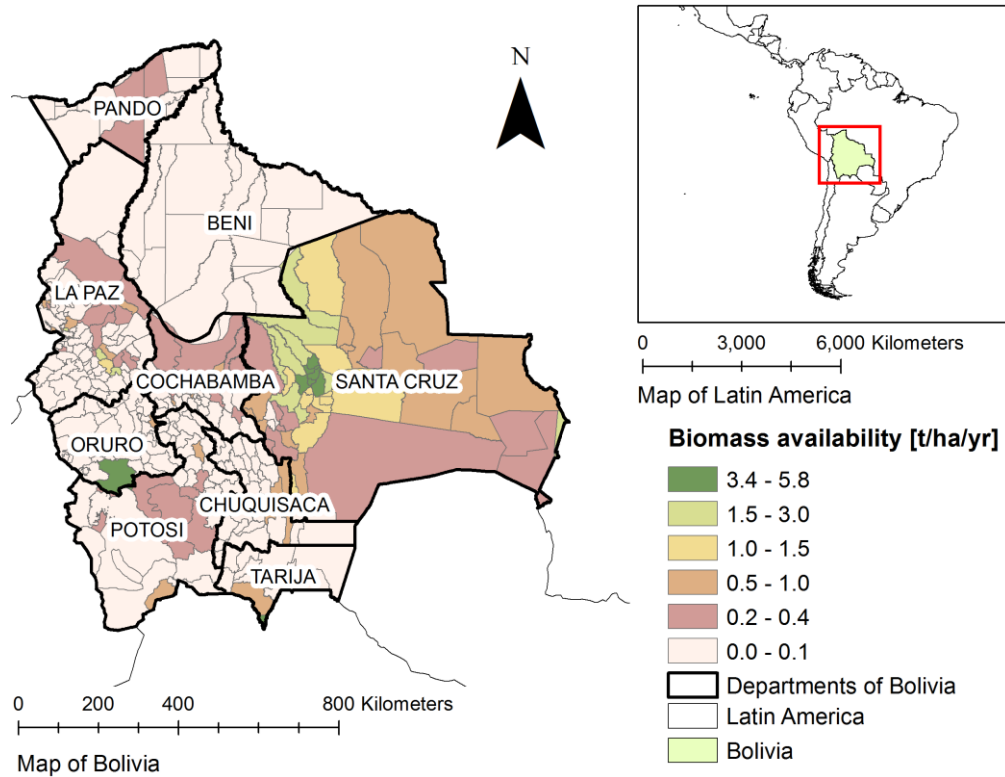 N
PANDO
BENI
LA PAZ
COCHABAMBA
SANTA CRUZ
ORURO
CHUQUISACA
POTOSI
TARIJA
0 200 400 800 Kilometers
Map of Bolivia
0 3,000 6,000 Kilometers
Map of Latin America
Biomass availability [t/ha/yr]
3.4 - 5.8
1.5 - 3.0
1.0 - 1.5
0.5 - 1.0
0.2 - 0.4
0.0 - 0.1
Departments of Bolivia
Latin America
Bolivia